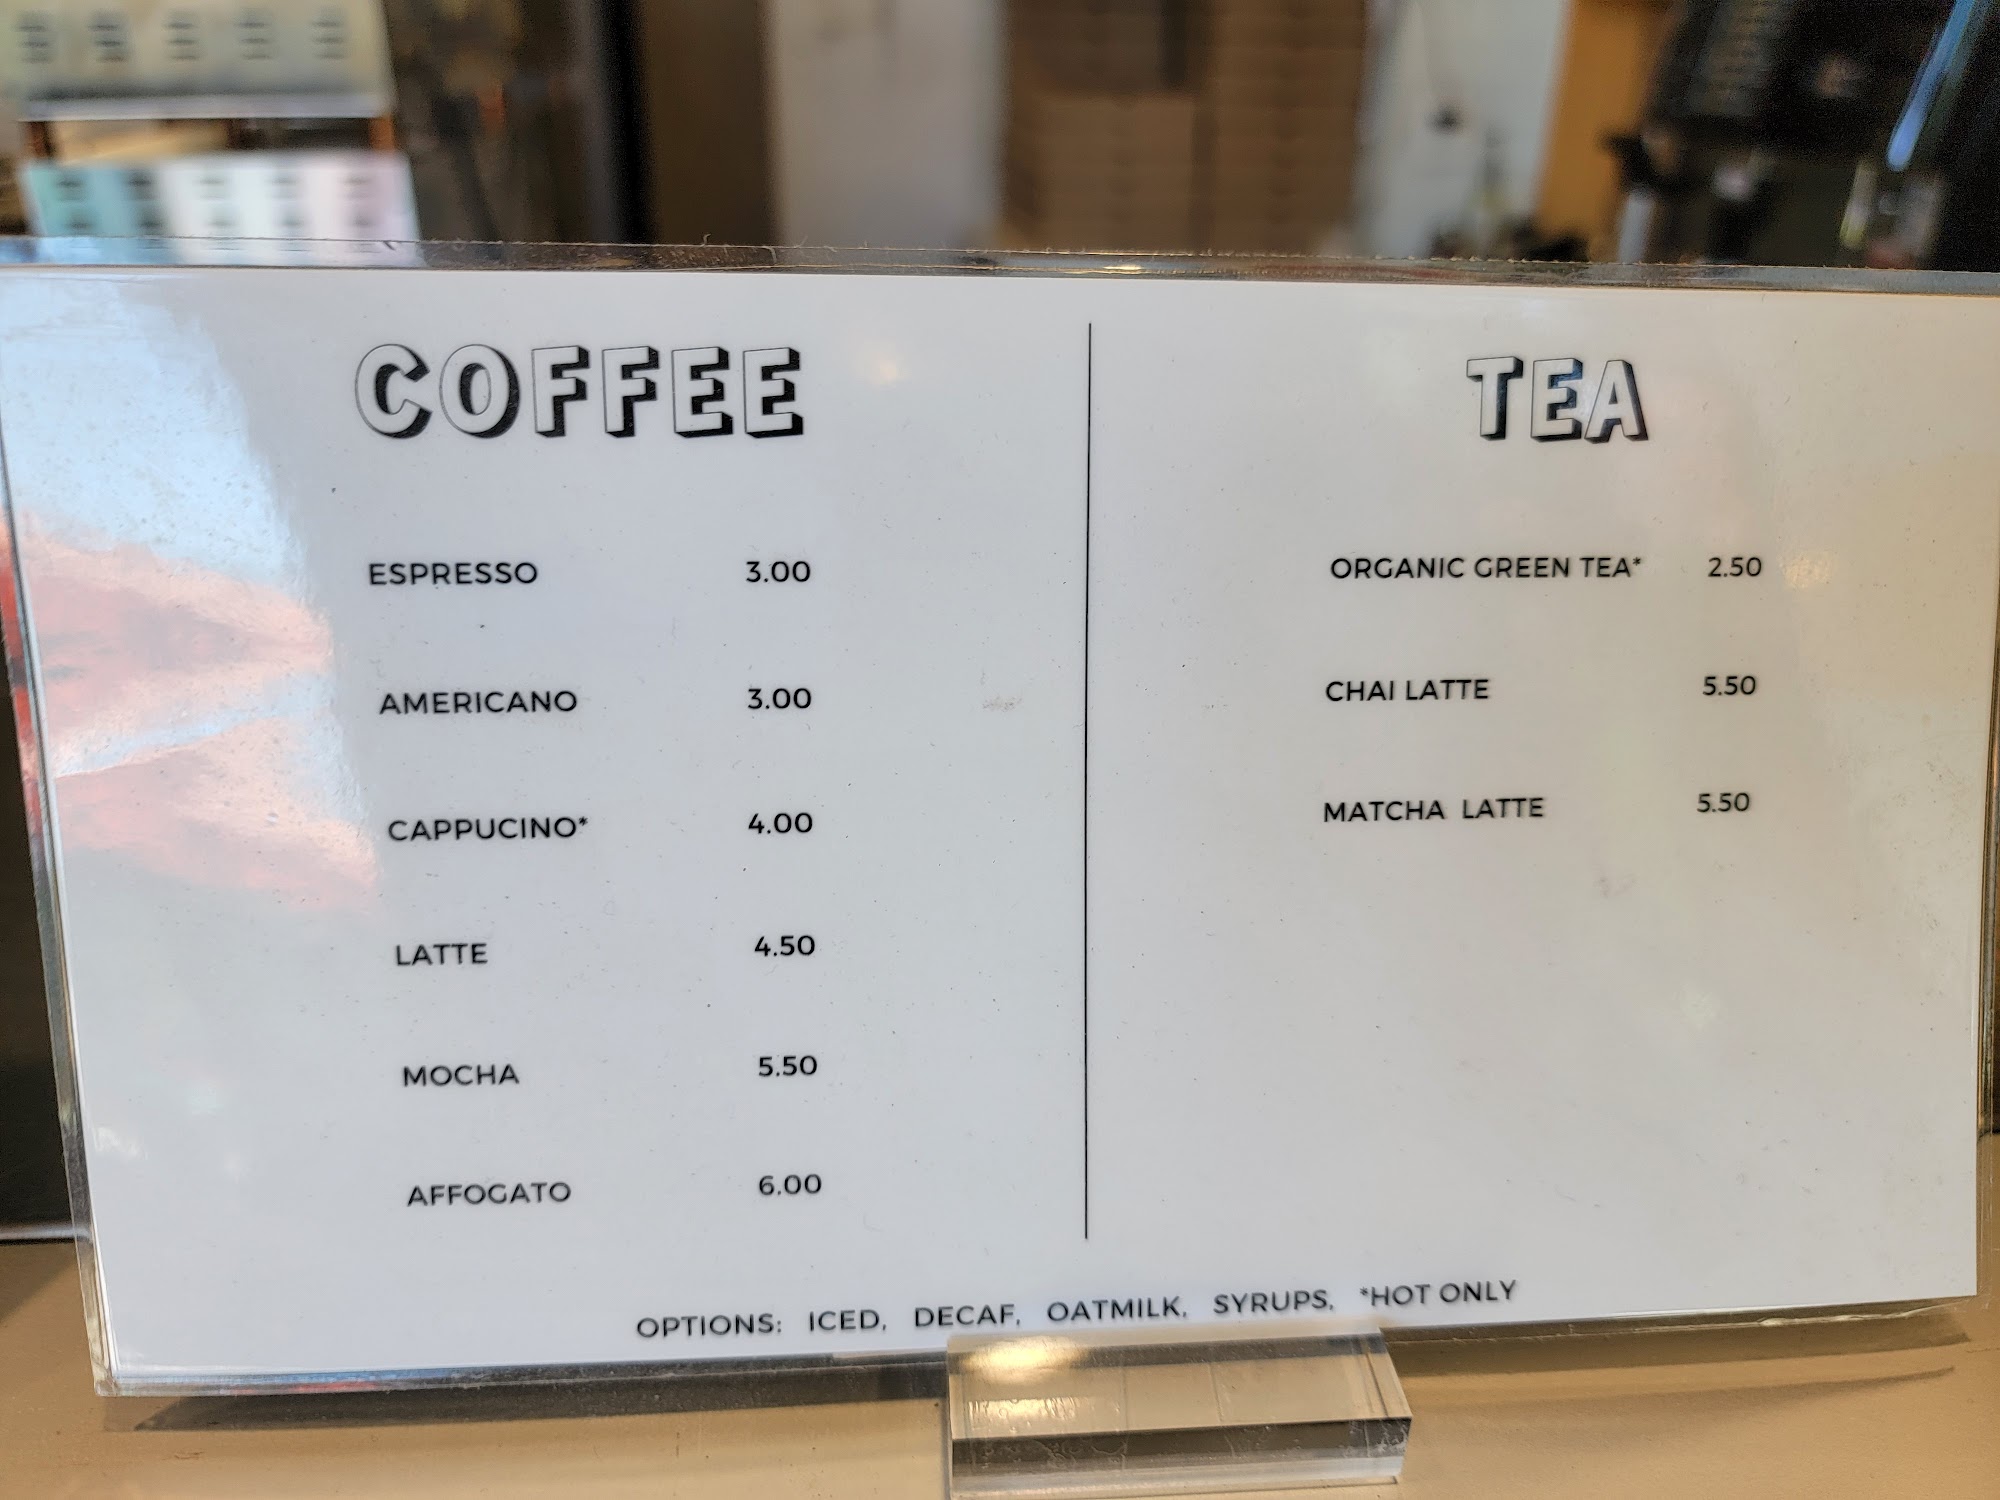 COFFEE
ESPRESSO 3.00
AMERICANO 3.00
CAPPUCINO* 4.00
LATTE 4.50
MOCHA 5.50
AFFOGATO 6.00
TEA
ORGANIC GREEN TEA* 2.50
CHAI LATTE 5.50
MATCHA LATTE 5.50
OPTIONS: ICED, DECAF, OATMILK, SYRUPS, *HOT ONLY